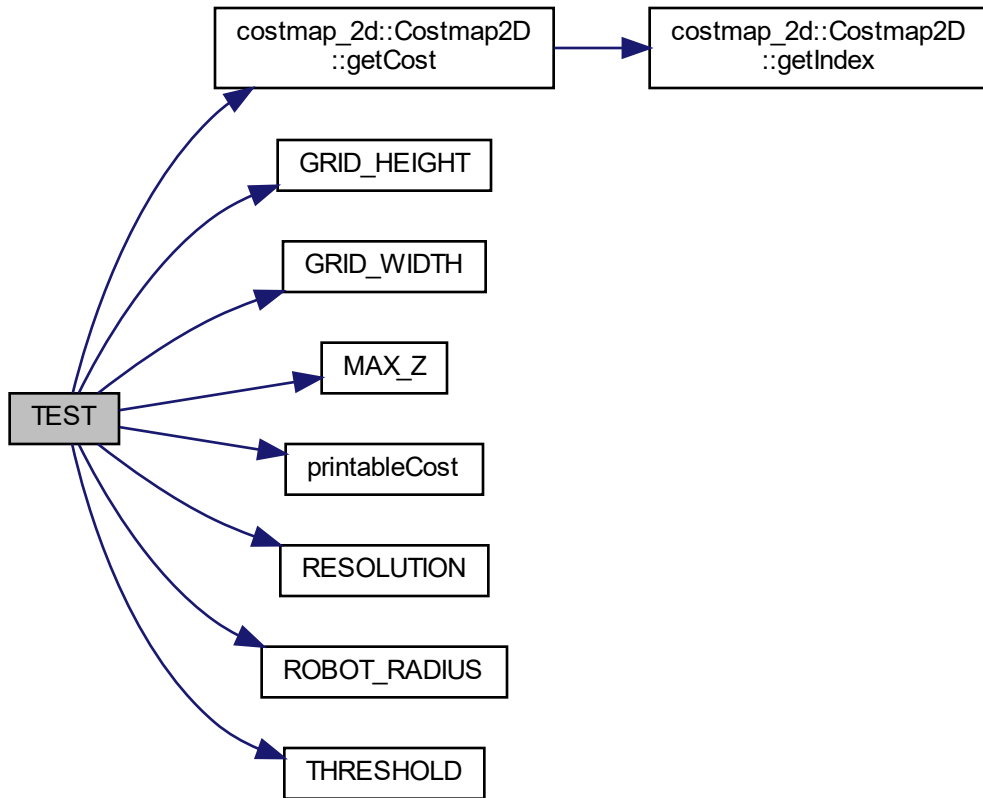 costmap_2d::Costmap2D
::getCost
costmap_2d::Costmap2D
::getIndex
GRID_HEIGHT
GRID_WIDTH
MAX_Z
TEST
printableCost
RESOLUTION
ROBOT_RADIUS
THRESHOLD